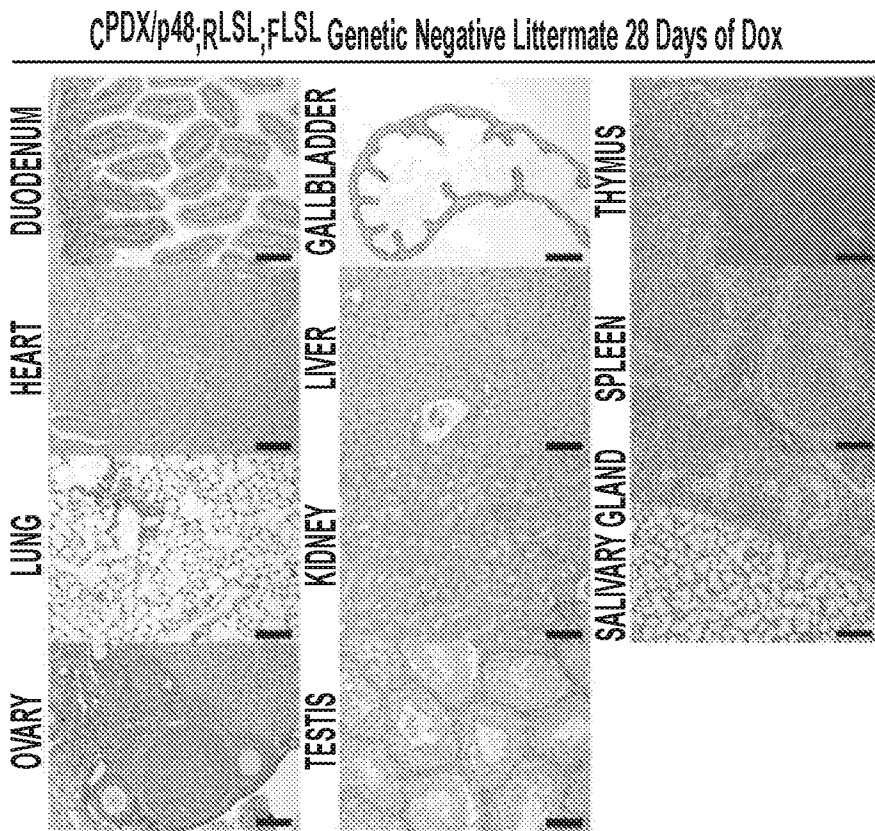 CPDX/p48;RLSL;FLSL Genetic Negative Littermate 28 Days of Dox
DUODENUM
GALLBLADDER
THYMUS
HEART
LIVER
SPLEEN
LUNG
KIDNEY
SALIVARY GLAND
OVARY
TESTIS